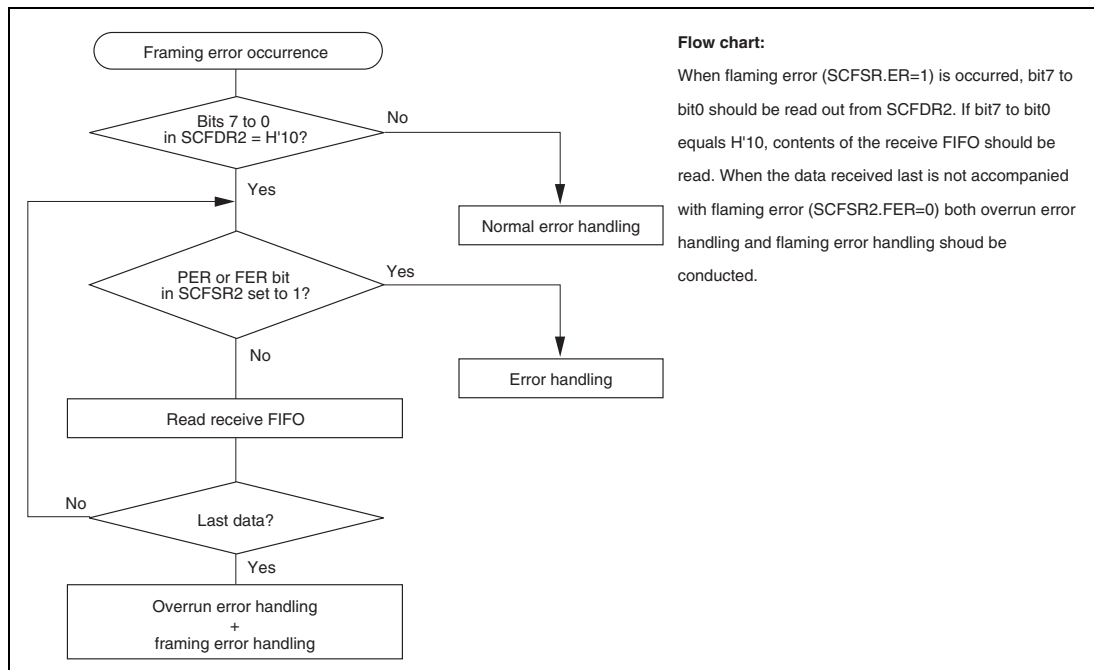 Framing error occurrence
Bits 7 to 0
in SCFDR2 = H'10?
No
Yes
Normal error handling
PER or FER bit
in SCFSR2 set to 1?
Yes
No
Error handling
Read receive FIFO
No
Last data?
Yes
Overrun error handling
+
framing error handling
Flow chart:
When flaming error (SCFSR.ER=1) is occurred, bit7 to
bit0 should be read out from SCFDR2. If bit7 to bit0
equals H'10, contents of the receive FIFO should be
read. When the data received last is not accompanied
with flaming error (SCFSR2.FER=0) both overrun error
handling and flaming error handling shoud be
conducted.